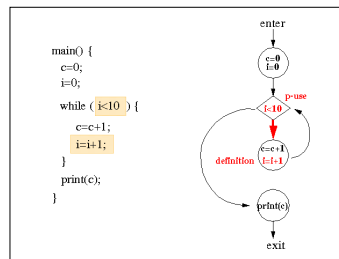 main() {
c=0;
i=0;
while ( i<10 ) {
c=c+1;
i=i+1;
}
print(c);
}
enter
c=0
i=0
p-use
i<10
c=c+1
i=i+1
definition
print(c)
exit